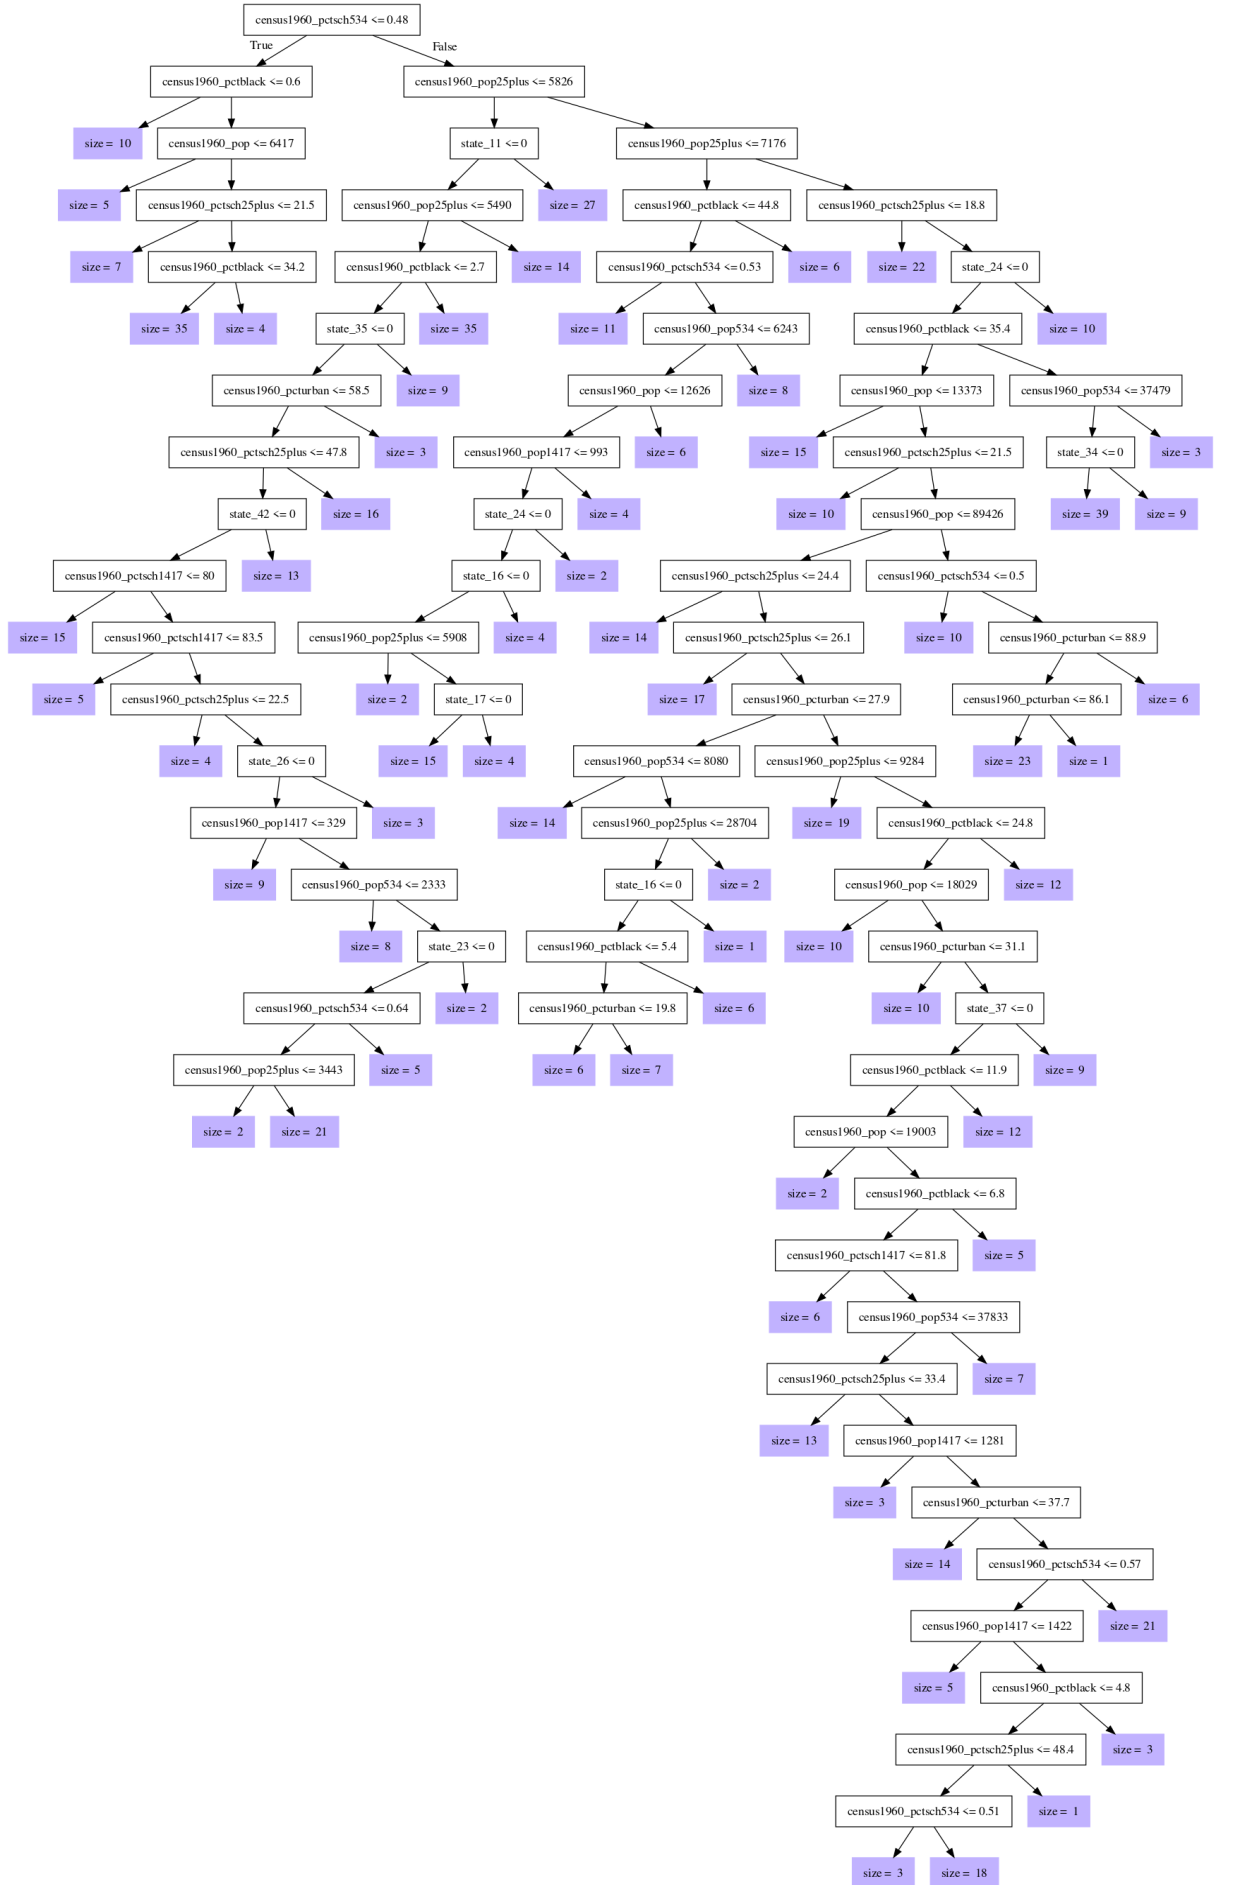 census1960_pctsch534 <= 0.48
True
False
census1960_pctblack <= 0.6
census1960_pop25plus <= 5826
size = 10
census1960_pop <= 6417
state_11 <= 0
census1960_pop25plus <= 7176
size = 5
census1960_pctsch25plus <= 21.5
census1960_pop25plus <= 5490
size = 27
census1960_pctblack <= 44.8
census1960_pctsch25plus <= 18.8
size = 7
census1960_pctblack <= 34.2
census1960_pctblack <= 2.7
size = 14
census1960_pctsch534 <= 0.53
size = 6
size = 22
state_24 <= 0
size = 35
size = 4
state_35 <= 0
size = 35
size = 11
census1960_pop534 <= 6243
census1960_pctblack <= 35.4
size = 10
census1960_pcturban <= 58.5
size = 9
census1960_pop <= 12626
size = 8
census1960_pop <= 13373
census1960_pop534 <= 37479
census1960_pctsch25plus <= 47.8
size = 3
census1960_pop1417 <= 993
size = 6
size = 15
census1960_pctsch25plus <= 21.5
state_34 <= 0
size = 3
state_42 <= 0
size = 16
state_24 <= 0
size = 4
size = 10
census1960_pop <= 89426
size = 39
size = 9
census1960_pctsch1417 <= 80
size = 13
state_16 <= 0
size = 2
census1960_pctsch25plus <= 24.4
census1960_pctsch534 <= 0.5
size = 15
census1960_pctsch1417 <= 83.5
census1960_pop25plus <= 5908
size = 4
size = 14
census1960_pctsch25plus <= 26.1
size = 10
census1960_pcturban <= 88.9
size = 5
census1960_pctsch25plus <= 22.5
size = 2
state_17 <= 0
size = 17
census1960_pcturban <= 27.9
census1960_pcturban <= 86.1
size = 6
size = 4
state_26 <= 0
size = 15
size = 4
census1960_pop534 <= 8080
census1960_pop25plus <= 9284
size = 23
size = 1
census1960_pop1417 <= 329
size = 3
size = 14
census1960_pop25plus <= 28704
size = 19
census1960_pctblack <= 24.8
size = 9
census1960_pop534 <= 2333
state_16 <= 0
size = 2
census1960_pop <= 18029
size = 12
size = 8
state_23 <= 0
census1960_pctblack <= 5.4
size = 1
size = 10
census1960_pcturban <= 31.1
census1960_pctsch534 <= 0.64
size = 2
census1960_pcturban <= 19.8
size = 6
size = 10
state_37 <= 0
census1960_pop25plus <= 3443
size = 5
size = 6
size = 7
census1960_pctblack <= 11.9
size = 9
size = 2
size = 21
census1960_pop <= 19003
size = 12
size = 2
census1960_pctblack <= 6.8
census1960_pctsch1417 <= 81.8
size = 5
size = 6
census1960_pop534 <= 37833
census1960_pctsch25plus <= 33.4
size = 7
size = 13
census1960_pop1417 <= 1281
size = 3
census1960_pcturban <= 37.7
size = 14
census1960_pctsch534 <= 0.57
census1960_pop1417 <= 1422
size = 21
size = 5
census1960_pctblack <= 4.8
census1960_pctsch25plus <= 48.4
size = 3
census1960_pctsch534 <= 0.51
size = 1
size = 3
size = 18